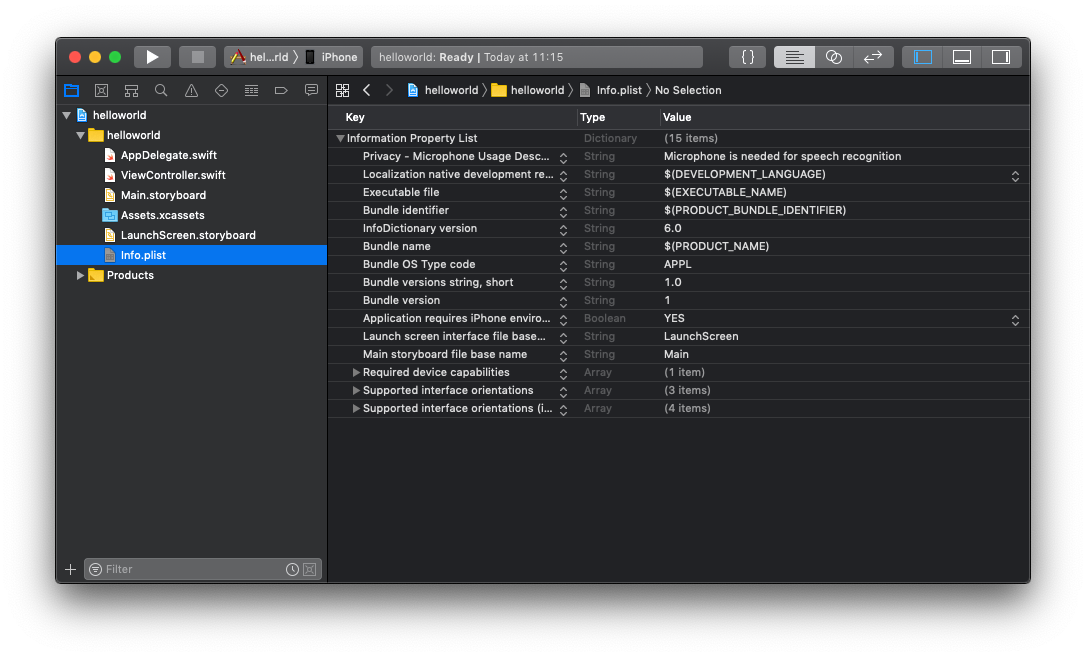 hel...rld 〉 iPhone helloworld: Ready | Today at 11:15 {}
helloworld 〉 helloworld 〉 Info.plist 〉 No Selection
helloworld
helloworld
AppDelegate.swift
ViewController.swift
Main.storyboard
Assets.xcassets
LaunchScreen.storyboard
Info.plist
Products
Filter
Key Type Value
Information Property List Dictionary (15 items)
Privacy - Microphone Usage Desc... String Microphone is needed for speech recognition
Localization native development re... String $(DEVELOPMENT_LANGUAGE)
Executable file String $(EXECUTABLE_NAME)
Bundle identifier String $(PRODUCT_BUNDLE_IDENTIFIER)
InfoDictionary version String 6.0
Bundle name String $(PRODUCT_NAME)
Bundle OS Type code String APPL
Bundle versions string, short String 1.0
Bundle version String 1
Application requires iPhone enviro... Boolean YES
Launch screen interface file base... String LaunchScreen
Main storyboard file base name String Main
Required device capabilities Array (1 item)
Supported interface orientations Array (3 items)
Supported interface orientations (i... Array (4 items)